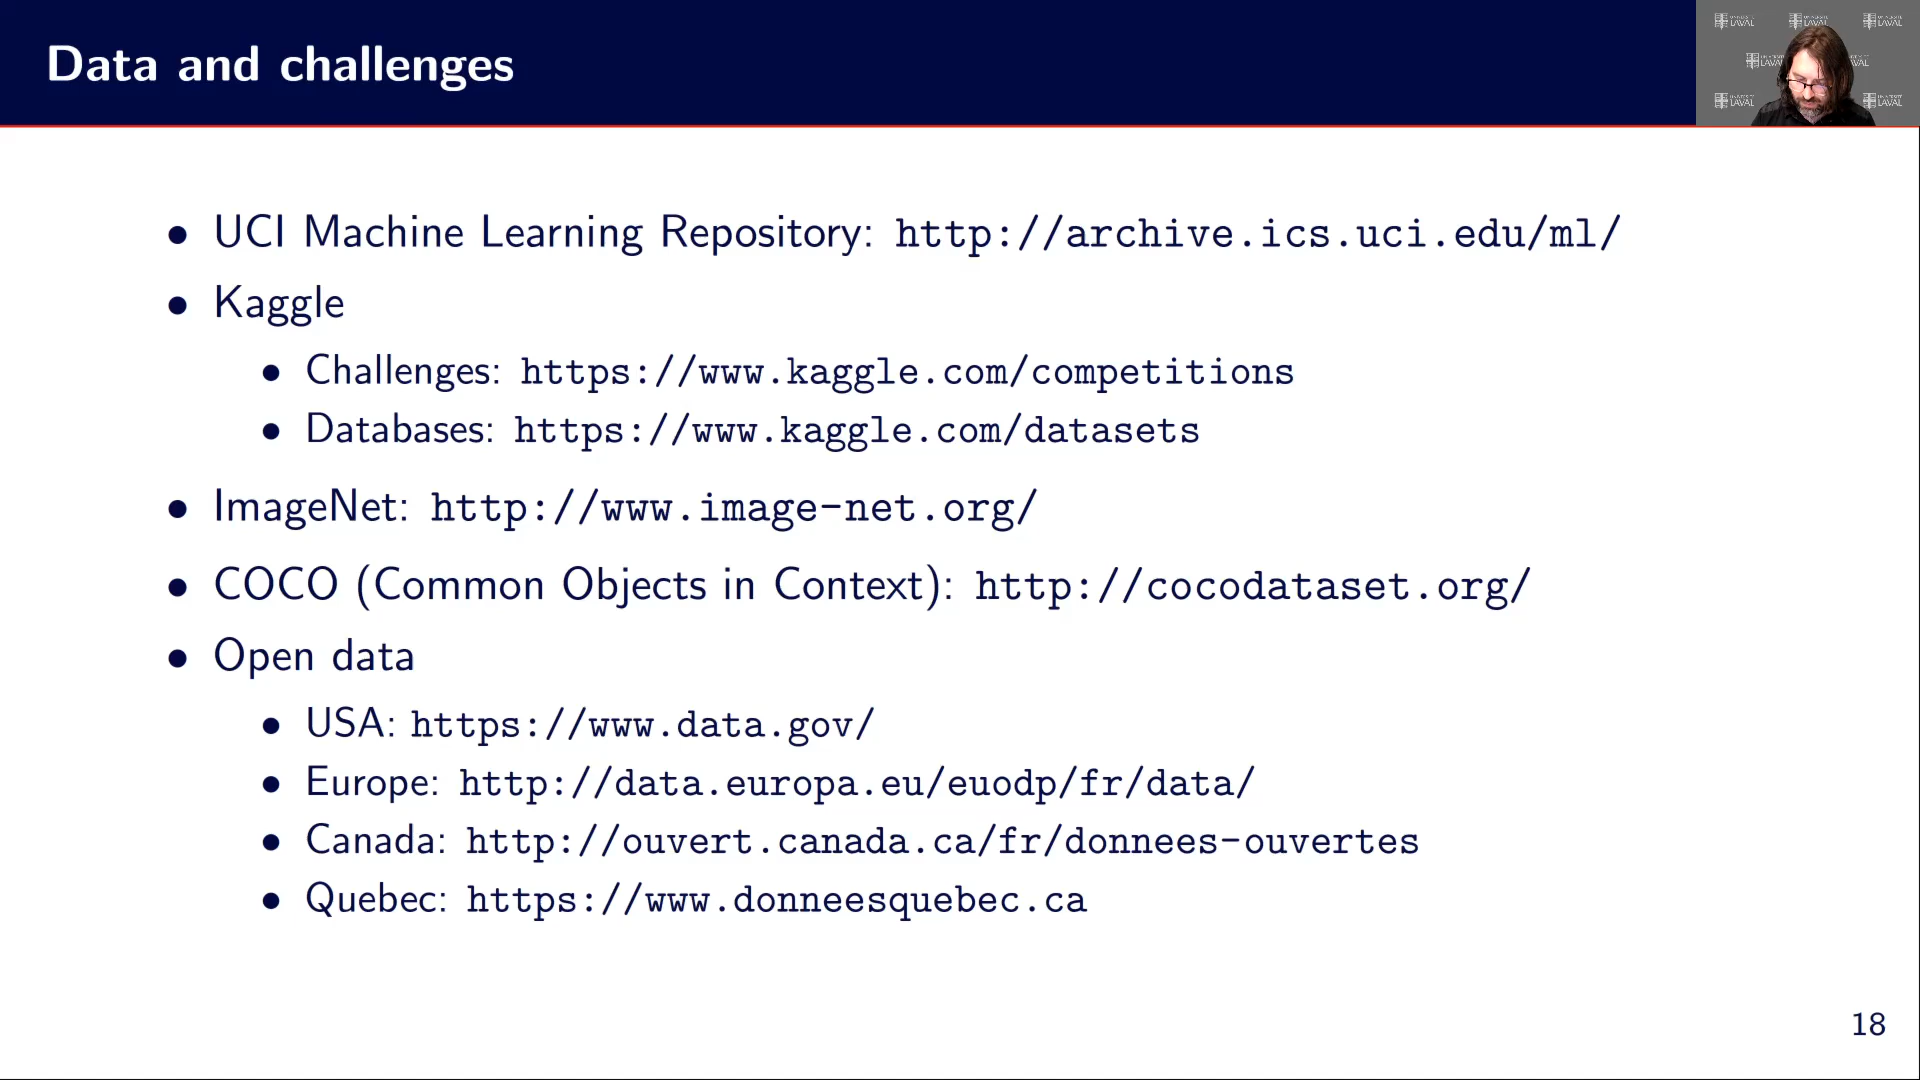 Data and challenges
UNIVERSITÉ LAVAL
• UCI Machine Learning Repository: http://archive.ics.uci.edu/ml/
• Kaggle
• Challenges: https://www.kaggle.com/competitions
• Databases: https://www.kaggle.com/datasets
• ImageNet: http://www.image-net.org/
• COCO (Common Objects in Context): http://cocodataset.org/
• Open data
• USA: https://www.data.gov/
• Europe: http://data.europa.eu/euodp/fr/data/
• Canada: http://ouvert.canada.ca/fr/donnees-ouvertes
• Quebec: https://www.donneesquebec.ca
18